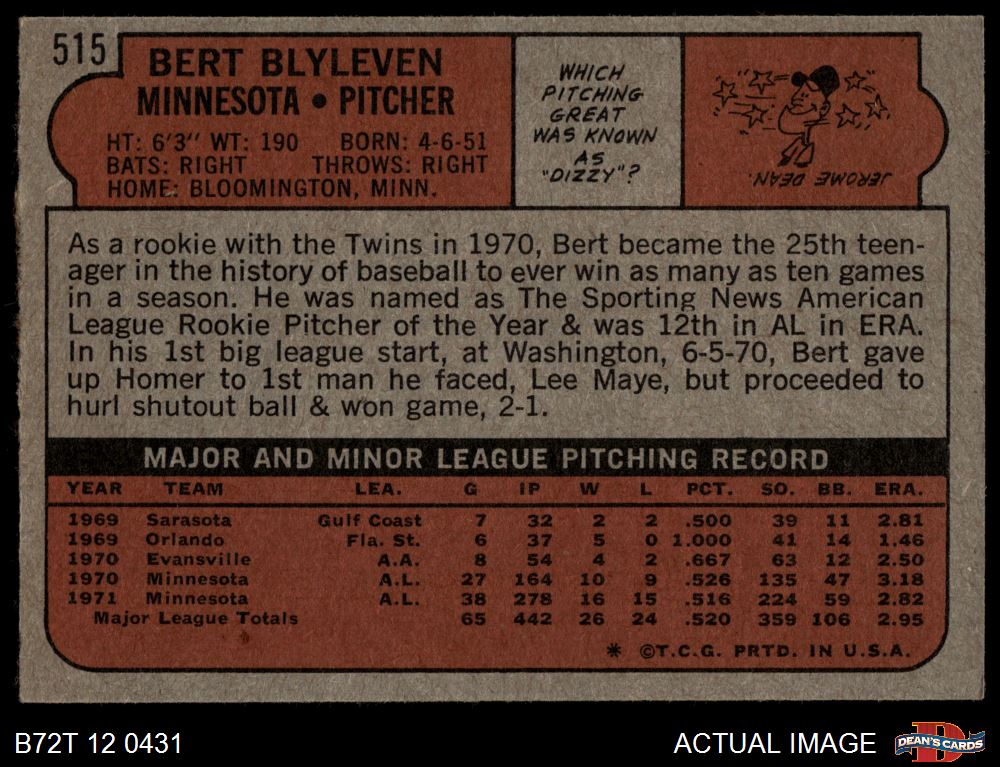 515
BERT BLYLEVEN
MINNESOTA • PITCHER
HT: 6'3" WT: 190 BORN: 4-6-51
BATS: RIGHT THROWS: RIGHT
HOME: BLOOMINGTON, MINN.
WHICH
PITCHING
GREAT
WAS KNOWN
AS
"DIZZY"?
JEROME DEAN.
As a rookie with the Twins in 1970, Bert became the 25th teen-
ager in the history of baseball to ever win as many as ten games
in a season. He was named as The Sporting News American
League Rookie Pitcher of the Year & was 12th in AL in ERA.
In his 1st big league start, at Washington, 6-5-70, Bert gave
up Homer to 1st man he faced, Lee Maye, but proceeded to
hurl shutout ball & won game, 2-1.
MAJOR AND MINOR LEAGUE PITCHING RECORD
YEAR TEAM LEA. G IP W L PCT. SO. BB. ERA.
1969 Sarasota Gulf Coast 7 32 2 2 .500 39 11 2.81
1969 Orlando Fla. St. 6 37 5 0 1.000 41 14 1.46
1970 Evansville A.A. 8 54 4 2 .667 63 12 2.50
1970 Minnesota A.L. 27 164 10 9 .526 135 47 3.18
1971 Minnesota A.L. 38 278 16 15 .516 224 59 2.82
Major League Totals 65 442 26 24 .520 359 106 2.95
* ©T.C.G. PRTD. IN U.S.A.
B72T 12 0431
ACTUAL IMAGE
D
DEAN'S CARDS